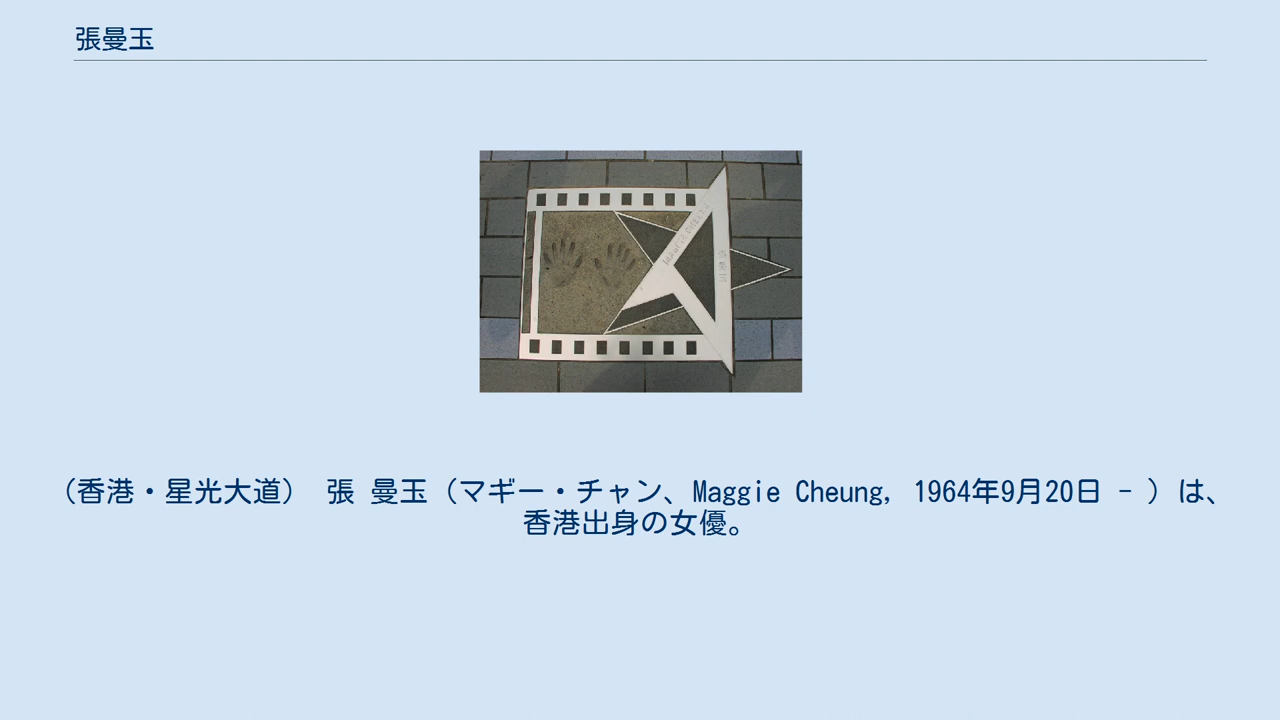 張曼玉
（香港・星光大道） 張 曼玉（マギー・チャン、Maggie Cheung, 1964年9月20日 - ）は、
香港出身の女優。